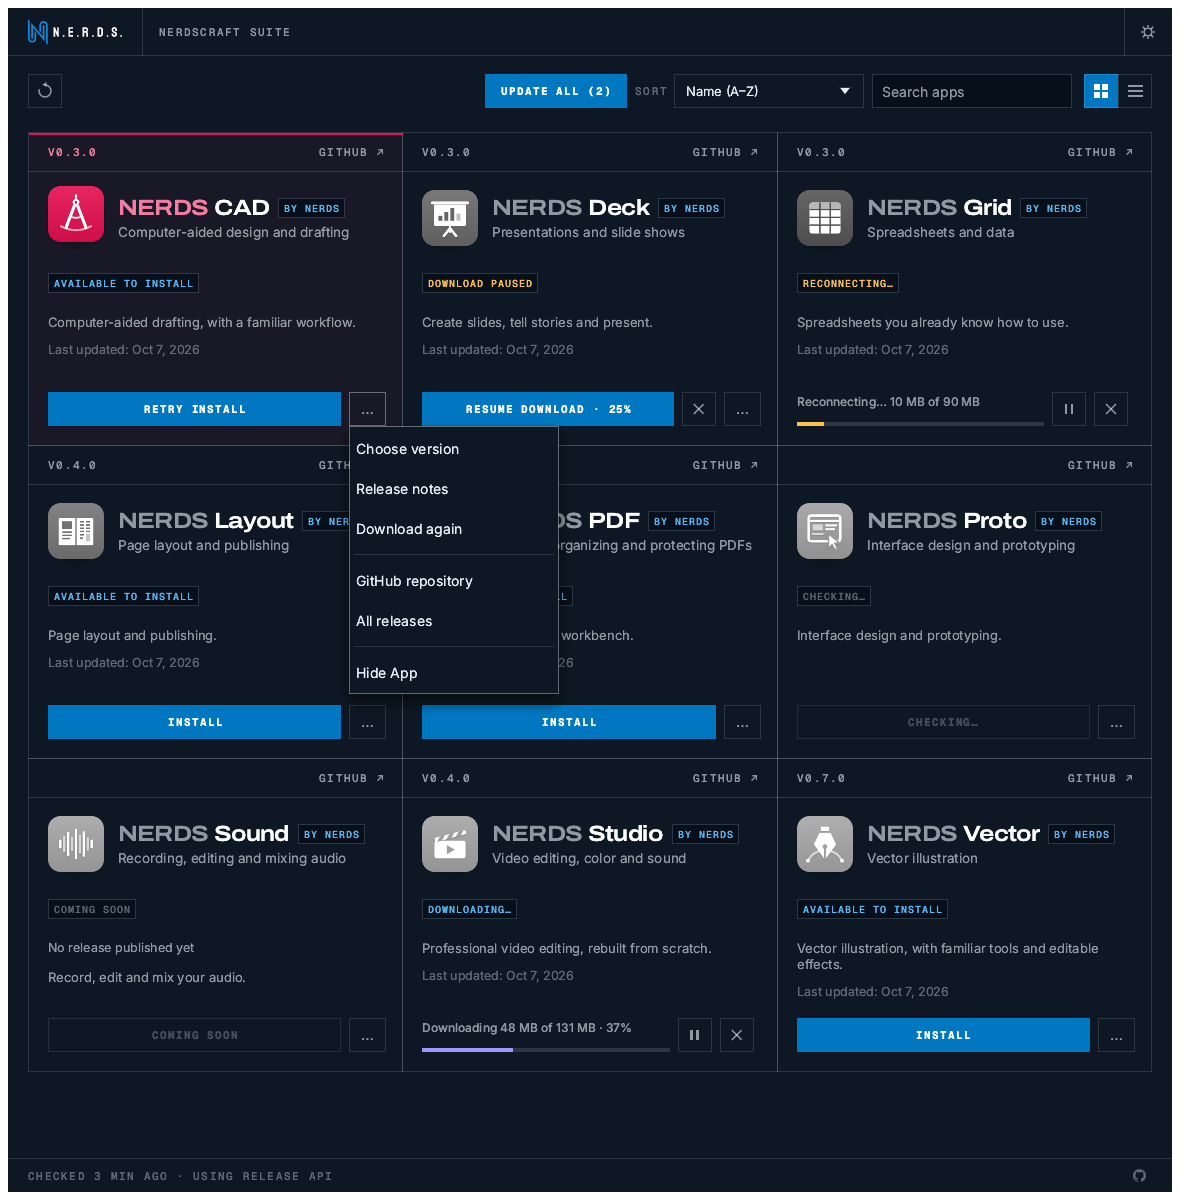 N.E.R.D.S.
NERDSCRAFT SUITE
UPDATE ALL (2)
SORT
Name (A–Z)
Search apps
V0.3.0
GITHUB ↗
NERDS CAD
BY NERDS
Computer-aided design and drafting
AVAILABLE TO INSTALL
Computer-aided drafting, with a familiar workflow.
Last updated: Oct 7, 2026
RETRY INSTALL
...
V0.3.0
GITHUB ↗
NERDS Deck
BY NERDS
Presentations and slide shows
DOWNLOAD PAUSED
Create slides, tell stories and present.
Last updated: Oct 7, 2026
RESUME DOWNLOAD · 25%
...
V0.3.0
GITHUB ↗
NERDS Grid
BY NERDS
Spreadsheets and data
RECONNECTING…
Spreadsheets you already know how to use.
Last updated: Oct 7, 2026
Reconnecting… 10 MB of 90 MB
Choose version
Release notes
Download again
GitHub repository
All releases
Hide App
V0.4.0
NERDS Layout
Page layout and publishing
AVAILABLE TO INSTALL
Page layout and publishing.
Last updated: Oct 7, 2026
INSTALL
...
GITHUB ↗
PDF
BY NERDS
organizing and protecting PDFs
workbench.
INSTALL
...
GITHUB ↗
NERDS Proto
BY NERDS
Interface design and prototyping
CHECKING…
Interface design and prototyping.
CHECKING…
...
GITHUB ↗
NERDS Sound
BY NERDS
Recording, editing and mixing audio
COMING SOON
No release published yet
Record, edit and mix your audio.
COMING SOON
...
V0.4.0
GITHUB ↗
NERDS Studio
BY NERDS
Video editing, color and sound
DOWNLOADING…
Professional video editing, rebuilt from scratch.
Last updated: Oct 7, 2026
Downloading 48 MB of 131 MB · 37%
V0.7.0
GITHUB ↗
NERDS Vector
BY NERDS
Vector illustration
AVAILABLE TO INSTALL
Vector illustration, with familiar tools and editable
effects.
Last updated: Oct 7, 2026
INSTALL
...
CHECKED 3 MIN AGO · USING RELEASE API